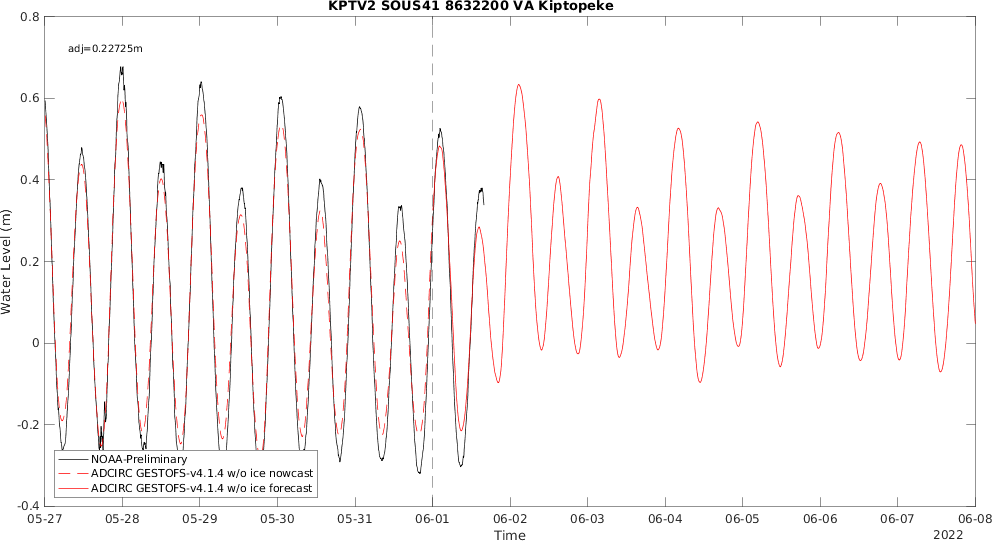 KPTV2 SOUS41 8632200 VA Kiptopeke
adj=0.22725m
0.8
0.6
0.4
0.2
0
-0.2
-0.4
Water Level (m)
NOAA-Preliminary
ADCIRC GESTOFS-v4.1.4 w/o ice nowcast
ADCIRC GESTOFS-v4.1.4 w/o ice forecast
05-27 05-28 05-29 05-30 05-31 06-01 06-02 06-03 06-04 06-05 06-06 06-07 06-08
Time
2022